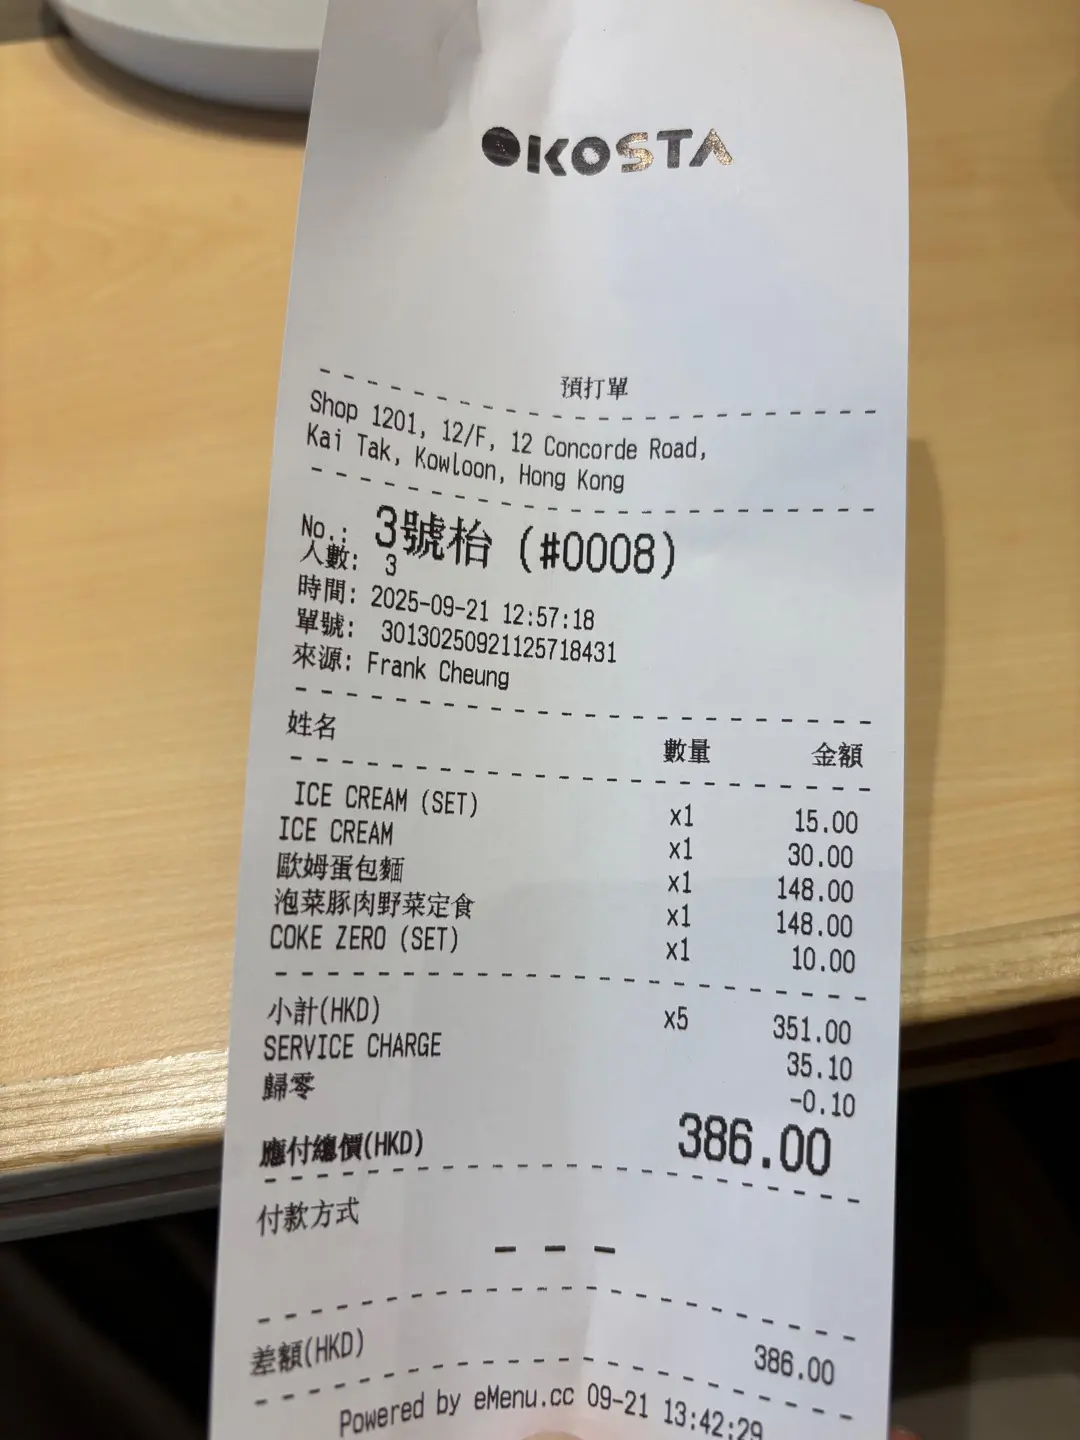 OKOSTA
預打單
Shop 1201, 12/F, 12 Concorde Road,
Kai Tak, Kowloon, Hong Kong
No.: 3號枱 (#0008)
人數: 3
時間: 2025-09-21 12:57:18
單號: 30130250921125718431
來源: Frank Cheung
姓名 數量 金額
ICE CREAM (SET) x1 15.00
ICE CREAM x1 30.00
歐姆蛋包麵 x1 148.00
泡菜豚肉野菜定食 x1 148.00
COKE ZERO (SET) x1 10.00
小計(HKD) x5 351.00
SERVICE CHARGE 35.10
歸零 -0.10
應付總價(HKD) 386.00
付款方式
---
差額(HKD) 386.00
Powered by eMenu.cc 09-21 13:42:29